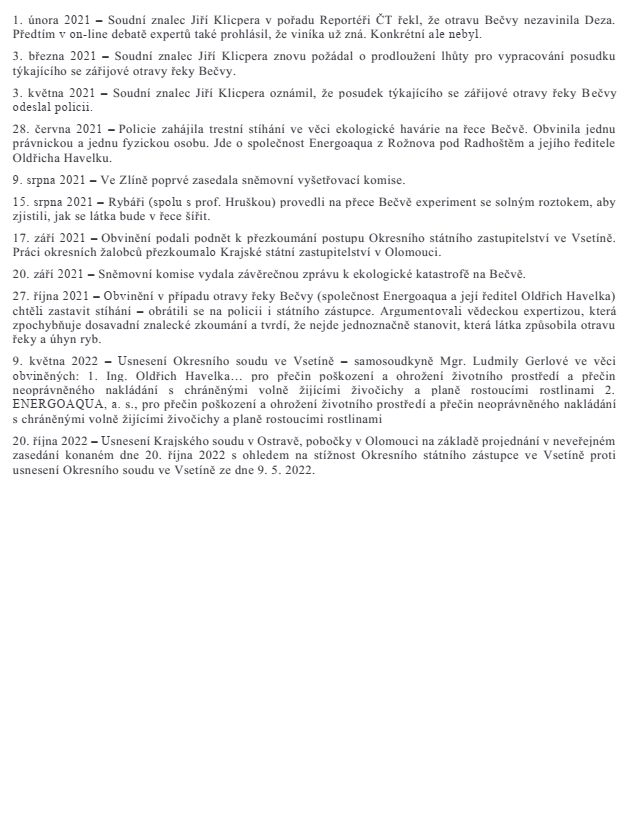 1. února 2021 – Soudní znalec Jiří Klicpera v pořadu Reportéři ČT řekl, že otravu Bečvy nezavinila Deza.
Předtím v on-line debatě expertů také prohlásil, že viníka už zná. Konkrétní ale nebyl.
3. března 2021 – Soudní znalec Jiří Klicpera znovu požádal o prodloužení lhůty pro vypracování posudku
týkajícího se zářijové otravy řeky Bečvy.
3. května 2021 – Soudní znalec Jiří Klicpera oznámil, že posudek týkajícího se zářijové otravy řeky Bečvy
odeslal policii.
28. června 2021 – Policie zahájila trestní stíhání ve věci ekologické havárie na řece Bečvě. Obvinila jednu
právnickou a jednu fyzickou osobu. Jde o společnost Energoaqua z Rožnova pod Radhoštěm a jejího ředitele
Oldřicha Havelku.
9. srpna 2021 – Ve Zlíně poprvé zasedala sněmovní vyšetřovací komise.
15. srpna 2021 – Rybáři (spolu s prof. Hruškou) provedli na přece Bečvě experiment se solným roztokem, aby
zjistili, jak se látka bude v řece šířit.
17. září 2021 – Obvinění podali podnět k přezkoumání postupu Okresního státního zastupitelství ve Vsetíně.
Práci okresních žalobců přezkoumalo Krajské státní zastupitelství v Olomouci.
20. září 2021 – Sněmovní komise vydala závěrečnou zprávu k ekologické katastrofě na Bečvě.
27. října 2021 – Obvinění v případu otravy řeky Bečvy (společnost Energoaqua a její ředitel Oldřich Havelka)
chtěli zastavit stíhání – obrátili se na policii i státního zástupce. Argumentovali vědeckou expertizou, která
zpochybňuje dosavadní znalecké zkoumání a tvrdí, že nejde jednoznačně stanovit, která látka způsobila otravu
řeky a úhyn ryb.
9. května 2022 – Usnesení Okresního soudu ve Vsetíně – samosoudkyně Mgr. Ludmily Gerlové ve věci
obviněných: 1. Ing. Oldřich Havelka… pro přečin poškození a ohrožení životního prostředí a přečin
neoprávněného nakládání s chráněnými volně žijícími živočichy a planě rostoucími rostlinami 2.
ENERGOAQUA, a. s., pro přečin poškození a ohrožení životního prostředí a přečin neoprávněného nakládání
s chráněnými volně žijícími živočichy a planě rostoucími rostlinami
20. října 2022 – Usnesení Krajského soudu v Ostravě, pobočky v Olomouci na základě projednání v neveřejném
zasedání konaném dne 20. října 2022 s ohledem na stížnost Okresního státního zástupce ve Vsetíně proti
usnesení Okresního soudu ve Vsetíně ze dne 9. 5. 2022.